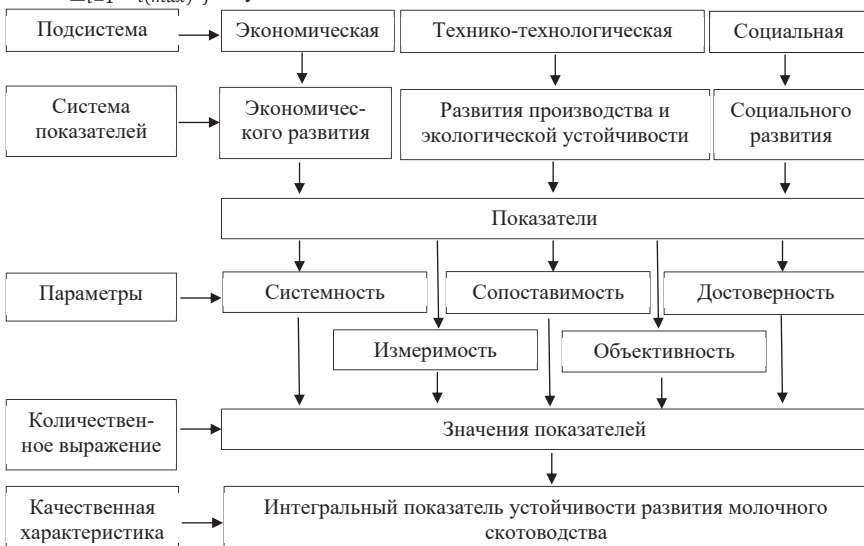 Подсистема
Экономическая
Технико-технологическая
Социальная
Система
показателей
Экономичес-
кого развития
Развития производства и
экологической устойчивости
Социального
развития
Показатели
Параметры
Системность
Сопоставимость
Достоверность
Измеримость
Объективность
Количествен-
ное выражение
Значения показателей
Качественная
характеристика
Интегральный показатель устойчивости развития молочного
скотоводства